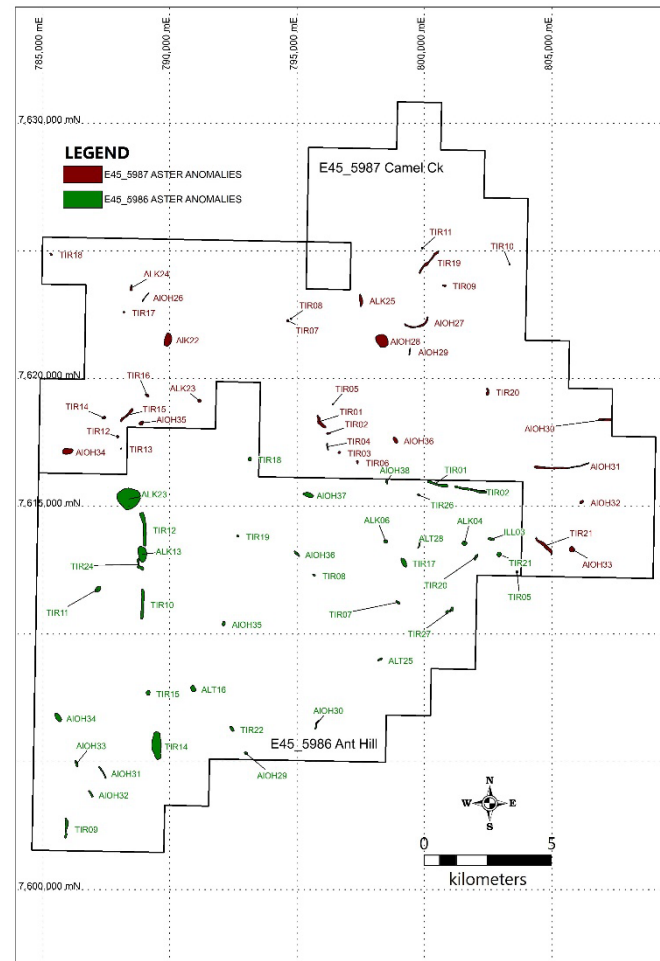 785,000 mE
790,000 mE
795,000 mE
800,000 mE
805,000 mE
7,630,000 mN
LEGEND
E45_5987 ASTER ANOMALIES
E45_5986 ASTER ANOMALIES
E45_5987 Camel Ck
TIR11
TIR10
TIR18
TIR19
ALK24
TIR09
AlOH26
ALK25
TIR17
TIR08
TIR07
AlOH27
AlK22
AlOH28
AlOH29
7,620,000 mN
TIR16
ALK23
TIR05
TIR20
TIR14
TIR15
TIR01
AlOH30
AlOH35
TIR02
TIR12
TIR04
AlOH36
AlOH34
TIR13
TIR03
TIR18
TIR06
AlOH38
TIR01
AlOH31
ALK23
AlOH37
TIR02
7,615,000 mN
TIR26
AlOH32
TIR12
TIR19
ALK06
ALK04
ILL03
ALT28
TIR21
ALK13
AlOH36
TIR24
TIR17
TIR21
AlOH33
TIR08
TIR20
TIR05
TIR11
TIR10
TIR07
AlOH35
TIR27
ALT25
TIR15
ALT16
AlOH30
AlOH34
TIR22
E45_5986 Ant Hill
AlOH33
TIR14
AlOH31
AlOH29
AlOH32
N
W
E
S
TIR09
0
5
kilometers
7,600,000 mN